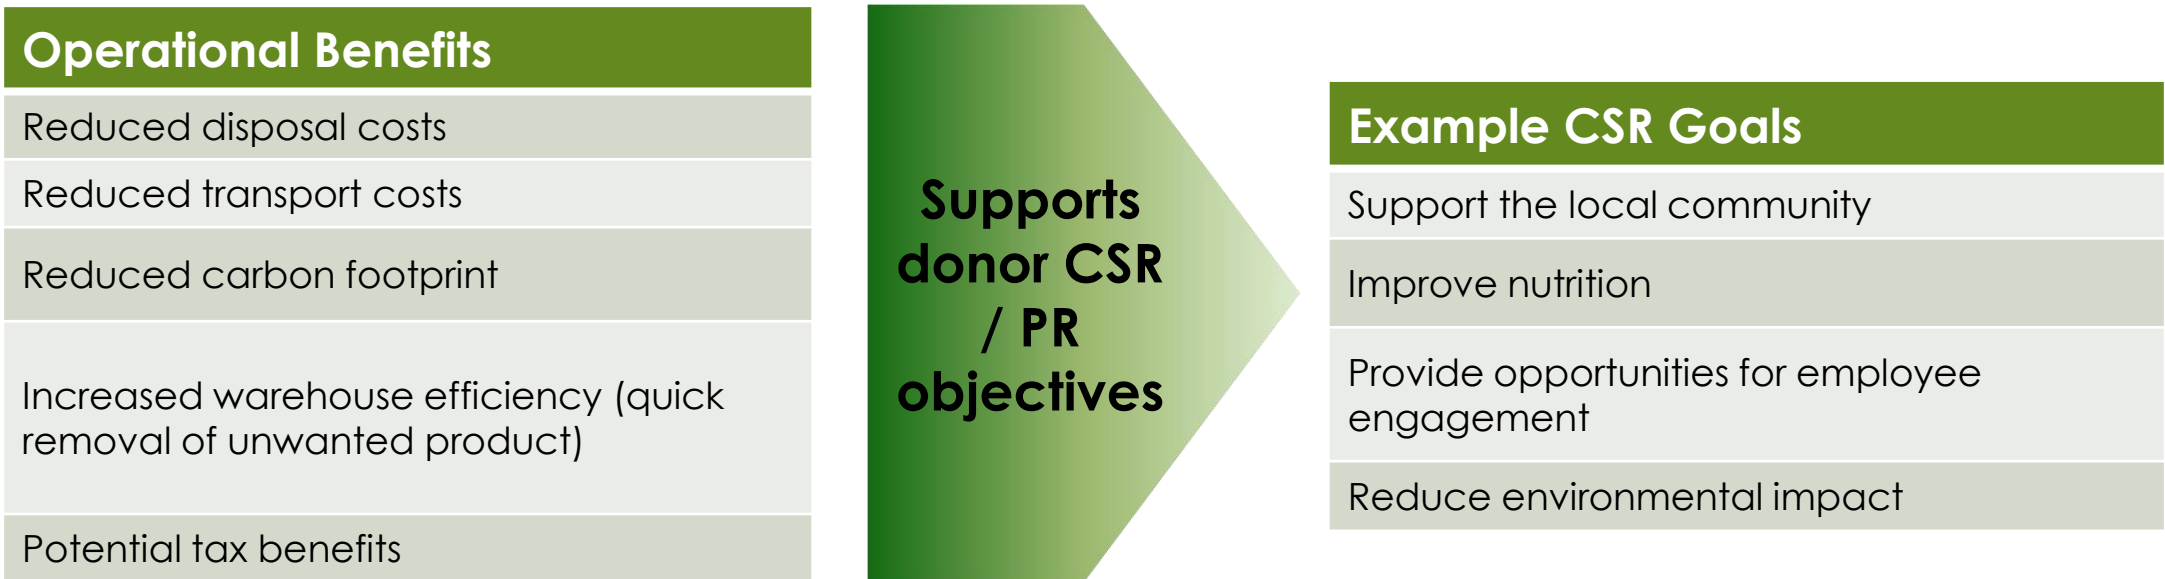 Operational Benefits
Reduced disposal costs
Reduced transport costs
Reduced carbon footprint
Increased warehouse efficiency (quick
removal of unwanted product)
Potential tax benefits
Supports
donor CSR
/ PR
objectives
Example CSR Goals
Support the local community
Improve nutrition
Provide opportunities for employee
engagement
Reduce environmental impact